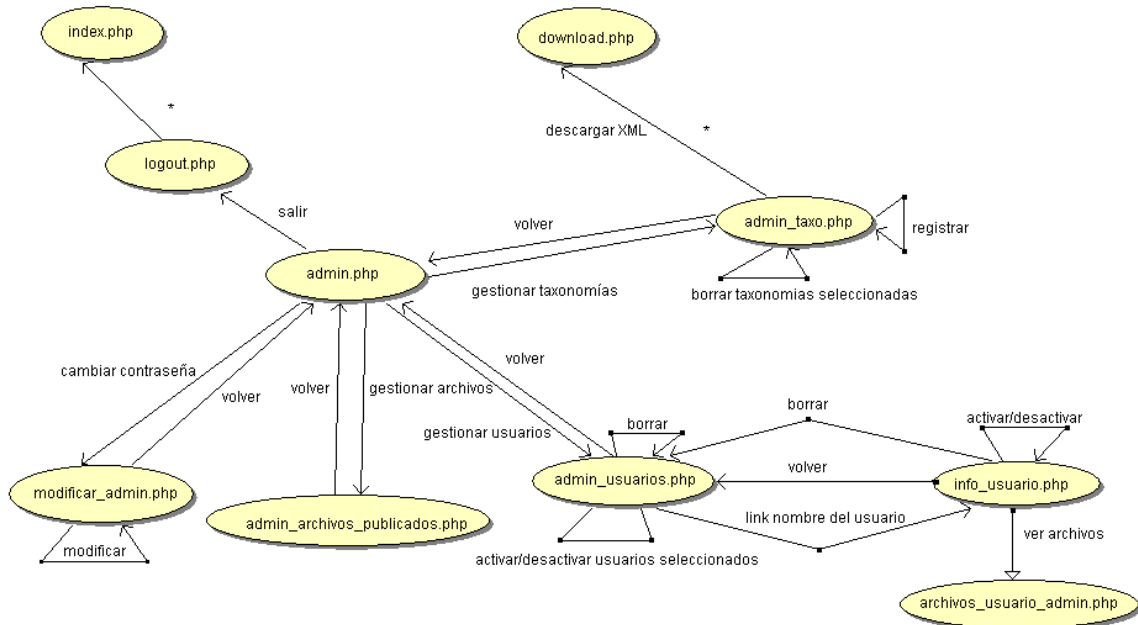 index.php
download.php
*
descargar XML
*
logout.php
salir
volver
admin_taxo.php
registrar
admin.php
gestionar taxonomías
borrar taxonomias seleccionadas
cambiar contraseña
volver
volver
gestionar archivos
volver
gestionar usuarios
borrar
borrar
activar/desactivar
modificar_admin.php
admin_archivos_publicados.php
admin_usuarios.php
volver
info_usuario.php
link nombre del usuario
modificar
activar/desactivar usuarios seleccionados
ver archivos
archivos_usuario_admin.php